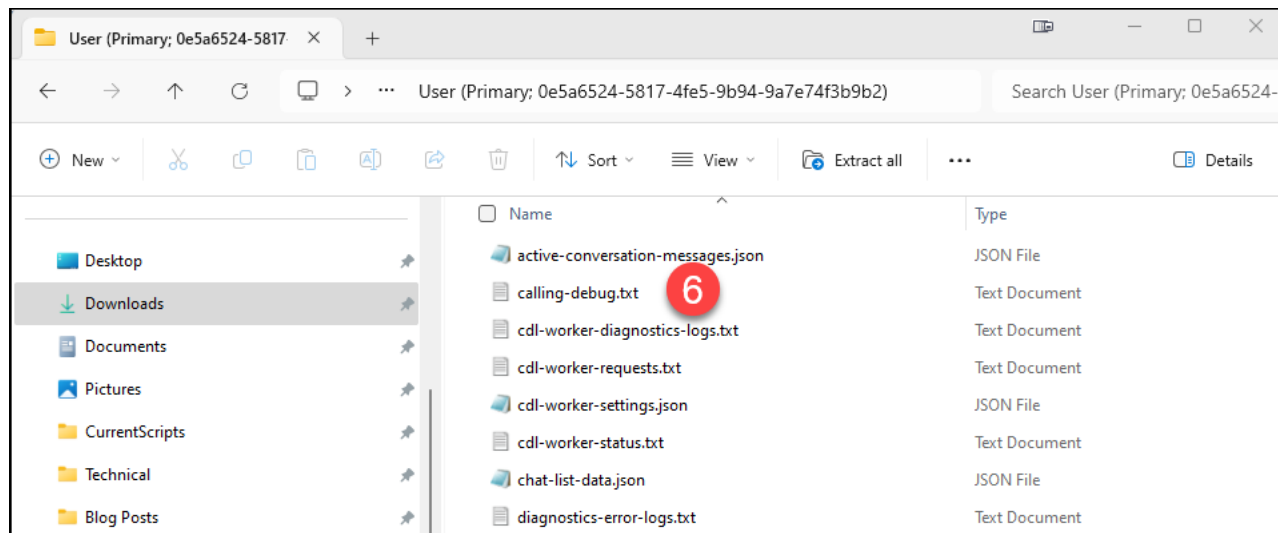 User (Primary; 0e5a6524-5817-
User (Primary; 0e5a6524-5817-4fe5-9b94-9a7e74f3b9b2)
Search User (Primary; 0e5a6524-
New
Sort
View
Extract all
Details
Name
Type
Desktop
Downloads
Documents
Pictures
CurrentScripts
Technical
Blog Posts
active-conversation-messages.json
JSON File
calling-debug.txt
6
Text Document
cdl-worker-diagnostics-logs.txt
Text Document
cdl-worker-requests.txt
Text Document
cdl-worker-settings.json
JSON File
cdl-worker-status.txt
Text Document
chat-list-data.json
JSON File
diagnostics-error-logs.txt
Text Document